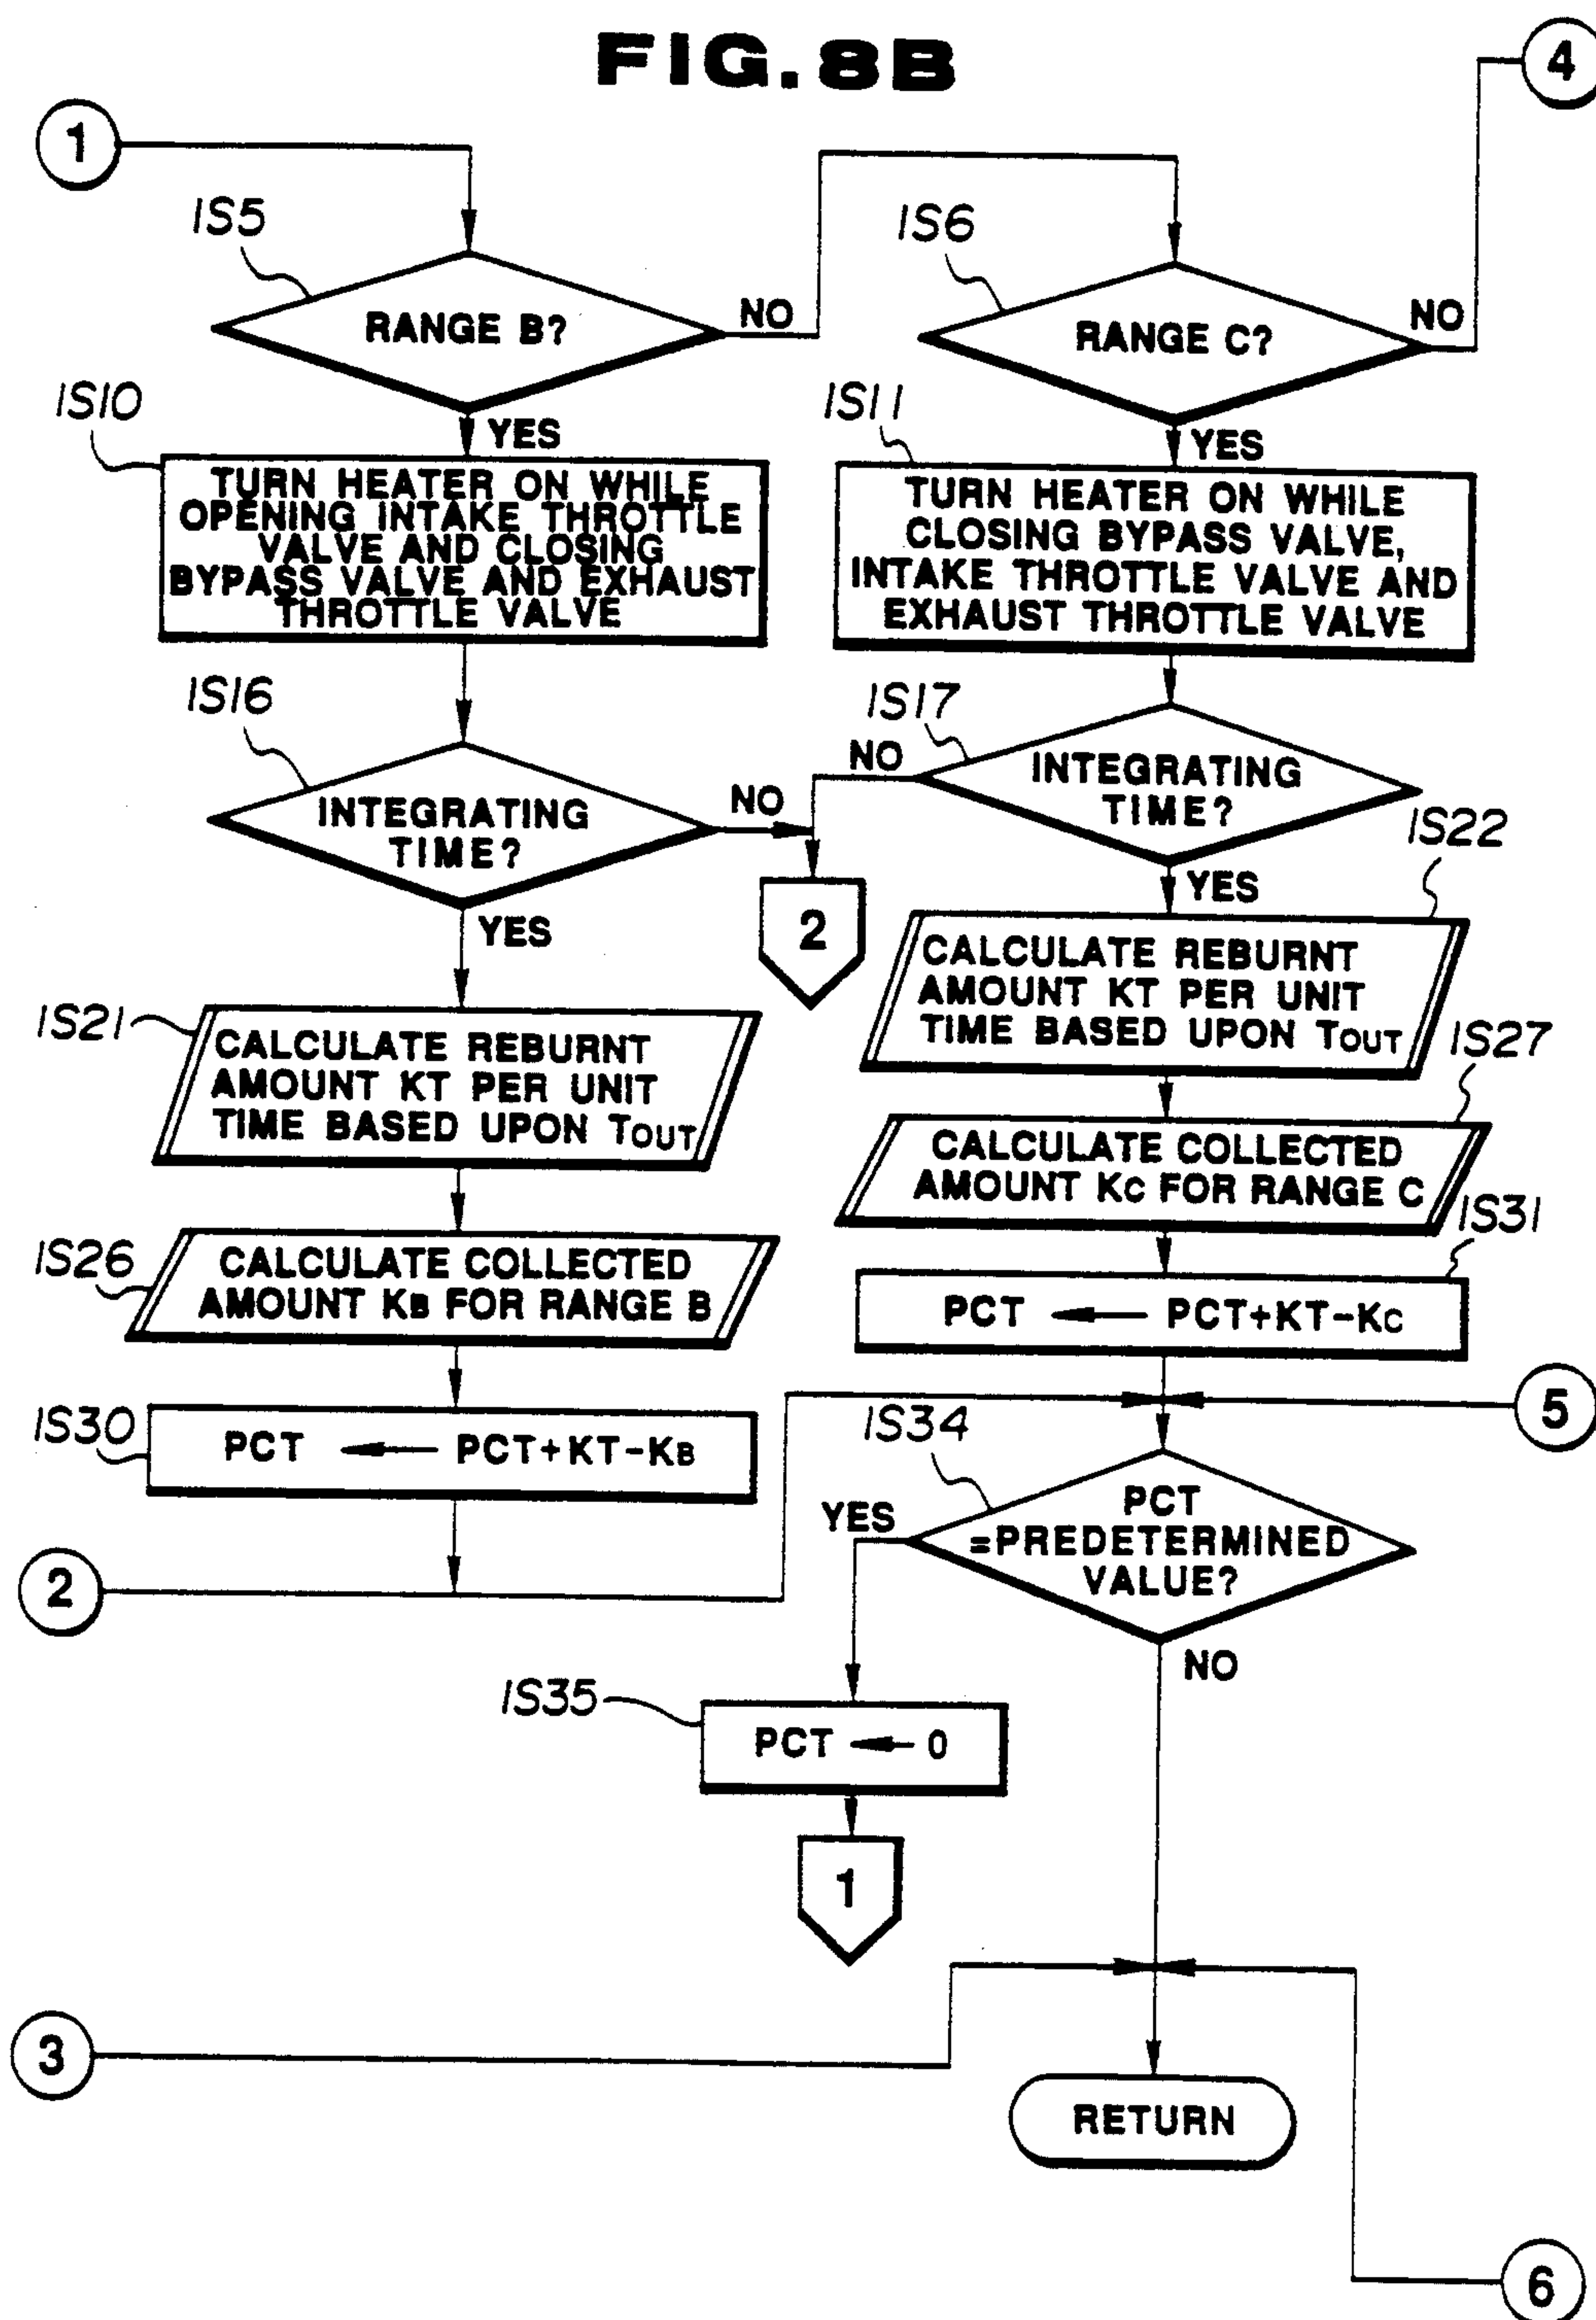 FIG. 8B
1
4
IS5
RANGE B?
NO
YES
IS6
RANGE C?
NO
YES
IS10
TURN HEATER ON WHILE
OPENING INTAKE THROTTLE
VALVE AND CLOSING
BYPASS VALVE AND EXHAUST
THROTTLE VALVE
IS11
TURN HEATER ON WHILE
CLOSING BYPASS VALVE,
INTAKE THROTTLE VALVE AND
EXHAUST THROTTLE VALVE
IS16
INTEGRATING
TIME?
NO
YES
IS17
NO
INTEGRATING
TIME?
YES
2
IS22
CALCULATE REBURNT
AMOUNT KT PER UNIT
TIME BASED UPON TOUT
IS21
CALCULATE REBURNT
AMOUNT KT PER UNIT
TIME BASED UPON TOUT
IS27
CALCULATE COLLECTED
AMOUNT KC FOR RANGE C
IS26
CALCULATE COLLECTED
AMOUNT KB FOR RANGE B
IS31
PCT ← PCT+KT-KC
IS30
PCT ← PCT+KT-KB
5
2
IS34
PCT
=PREDETERMINED
VALUE?
YES
NO
IS35
PCT ← 0
1
3
RETURN
6